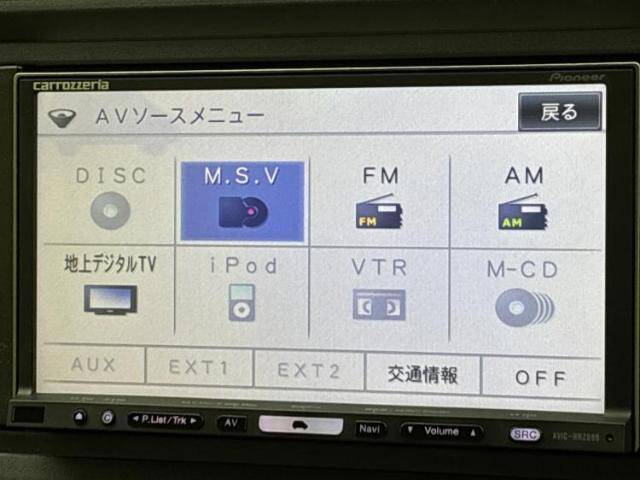 carrozzeria Pioneer
AVソースメニュー 戻る
DISC M.S.V FM AM
FM AM
地上デジタルTV iPod VTR M-CD
AUX EXT1 EXT2 交通情報 OFF
P.List/Trk AV Navi Volume SRC